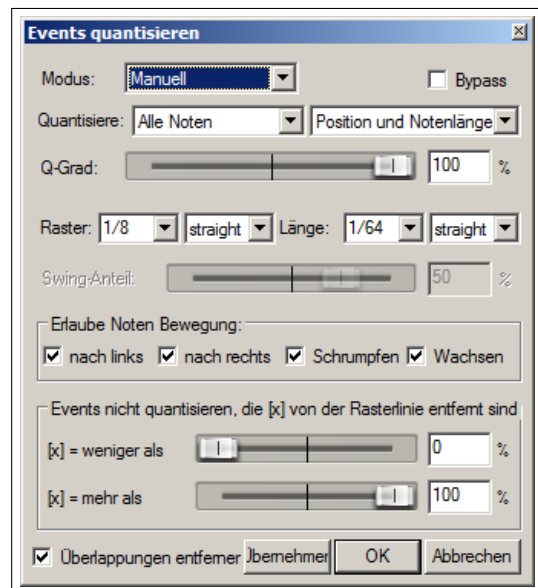 Events quantisieren
Modus: Manuell Bypass
Quantisiere: Alle Noten Position und Notenlänge
Q-Grad: 100 %
Raster: 1/8 straight Länge: 1/64 straight
Swing-Anteil: 50 %
Erlaube Noten Bewegung:
nach links nach rechts Schrumpfen Wachsen
Events nicht quantisieren, die [x] von der Rasterlinie entfernt sind
[x] = weniger als 0 %
[x] = mehr als 100 %
Überlappungen entferner Jbernehmer OK Abbrechen